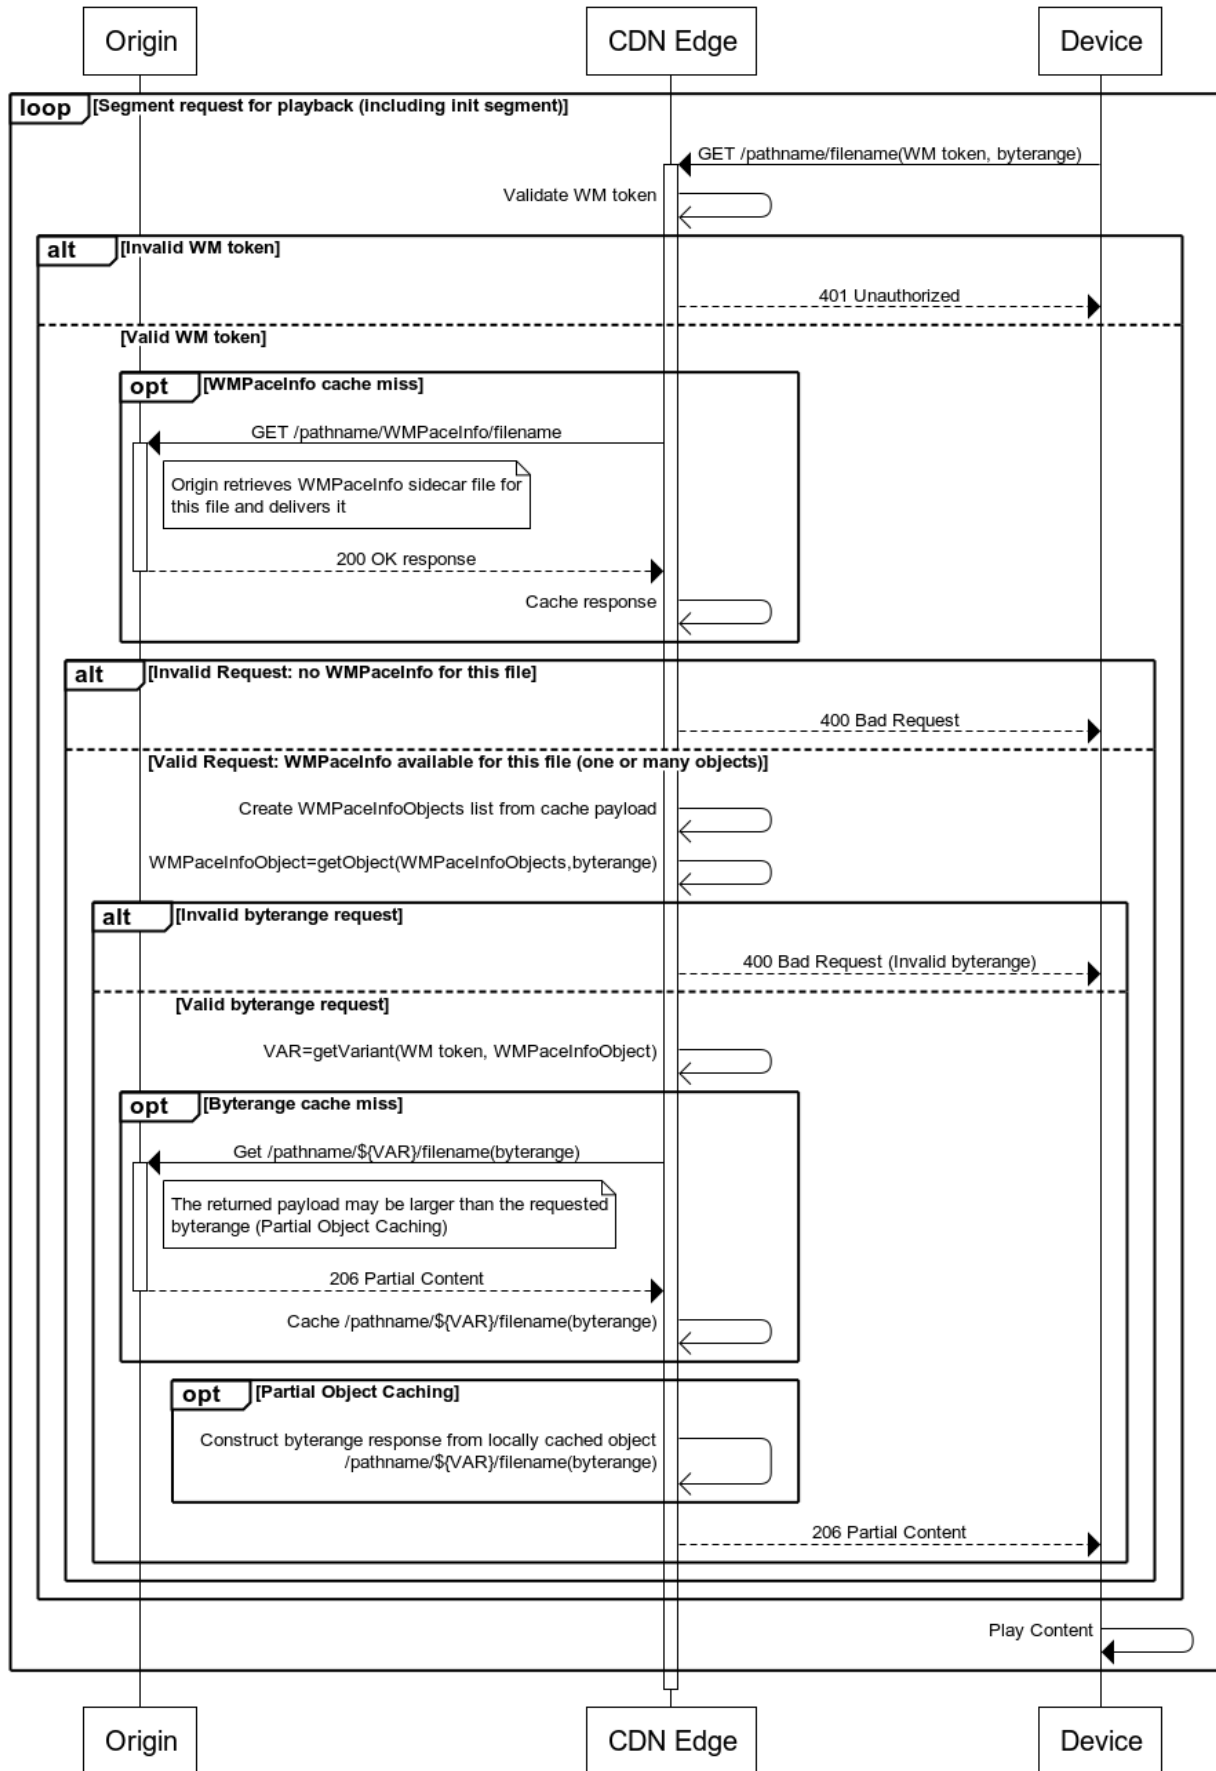 Origin
CDN Edge
Device
loop
[Segment request for playback (including init segment)]
GET /pathname/filename(WM token, byterange)
Validate WM token
alt
[Invalid WM token]
401 Unauthorized
[Valid WM token]
opt
[WMPaceInfo cache miss]
GET /pathname/WMPaceInfo/filename
Origin retrieves WMPaceInfo sidecar file for
this file and delivers it
200 OK response
Cache response
alt
[Invalid Request: no WMPaceInfo for this file]
400 Bad Request
[Valid Request: WMPaceInfo available for this file (one or many objects)]
Create WMPaceInfoObjects list from cache payload
WMPaceInfoObject=getObject(WMPaceInfoObjects,byterange)
alt
[Invalid byterange request]
400 Bad Request (Invalid byterange)
[Valid byterange request]
VAR=getVariant(WM token, WMPaceInfoObject)
opt
[Byterange cache miss]
Get /pathname/${VAR}/filename(byterange)
The returned payload may be larger than the requested
byterange (Partial Object Caching)
206 Partial Content
Cache /pathname/${VAR}/filename(byterange)
opt
[Partial Object Caching]
Construct byterange response from locally cached object
/pathname/${VAR}/filename(byterange)
206 Partial Content
Play Content
Origin
CDN Edge
Device